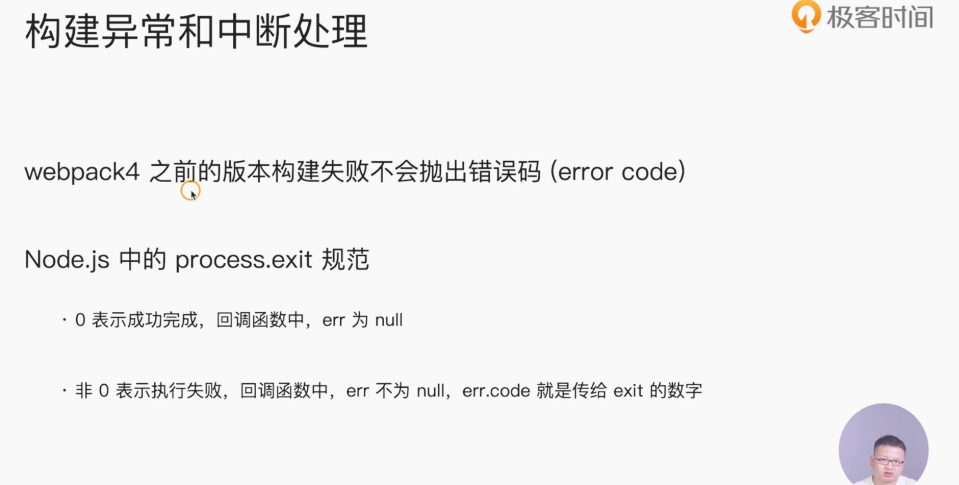 构建异常和中断处理
极客时间
webpack4 之前的版本构建失败不会抛出错误码 (error code)
Node.js 中的 process.exit 规范
· 0 表示成功完成，回调函数中，err 为 null
· 非 0 表示执行失败，回调函数中，err 不为 null，err.code 就是传给 exit 的数字